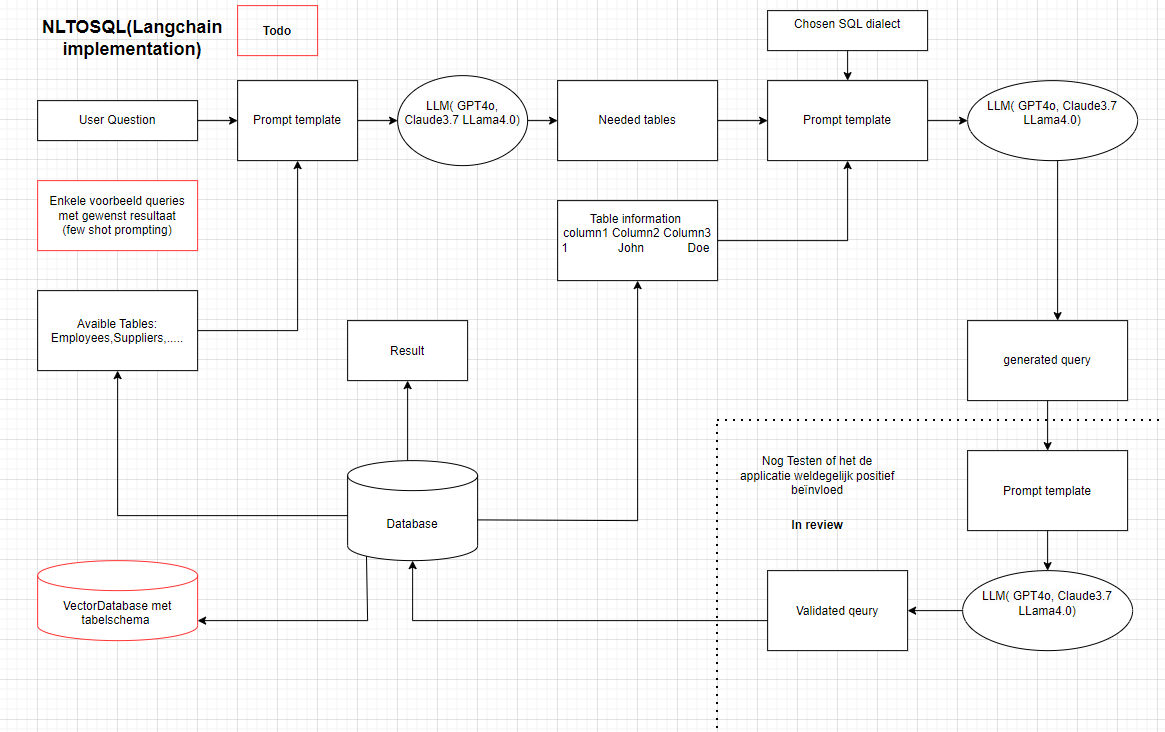 NLTOSQL(Langchain
implementation)
Todo
Chosen SQL dialect
User Question
Prompt template
LLM( GPT4o,
Claude3.7 LLama4.0)
Needed tables
Prompt template
LLM( GPT4o, Claude3.7
LLama4.0)
Enkele voorbeeld queries
met gewenst resultaat
(few shot prompting)
Table information
column1 Column2 Column3
1 John Doe
Avaible Tables:
Employees,Suppliers,.....
Result
generated query
Nog Testen of het de
applicatie weldegelijk positief
beïnvloed
In review
Prompt template
Database
VectorDatabase met
tabelschema
Validated qeury
LLM( GPT4o, Claude3.7
LLama4.0)